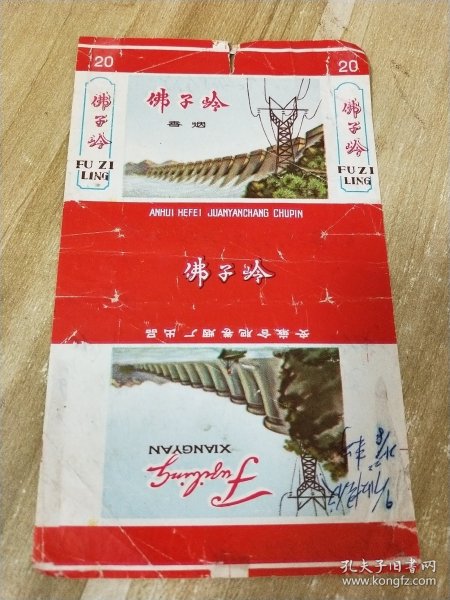 20
20
佛子岭
香烟
佛子岭
FU ZI
LING
佛子岭
FU ZI
LING
ANHUI HEFEI JUANYANCHANG CHUPIN
佛子岭
安徽合肥卷烟厂出品
Fuziling
XIANGYAN
孔夫子旧书网
www.kongfz.com